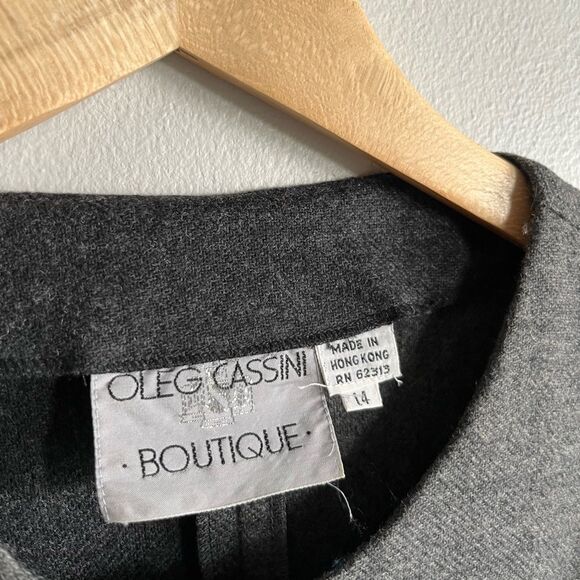 OLEG CASSINI
· BOUTIQUE ·
MADE IN
HONG KONG
RN 62313
14